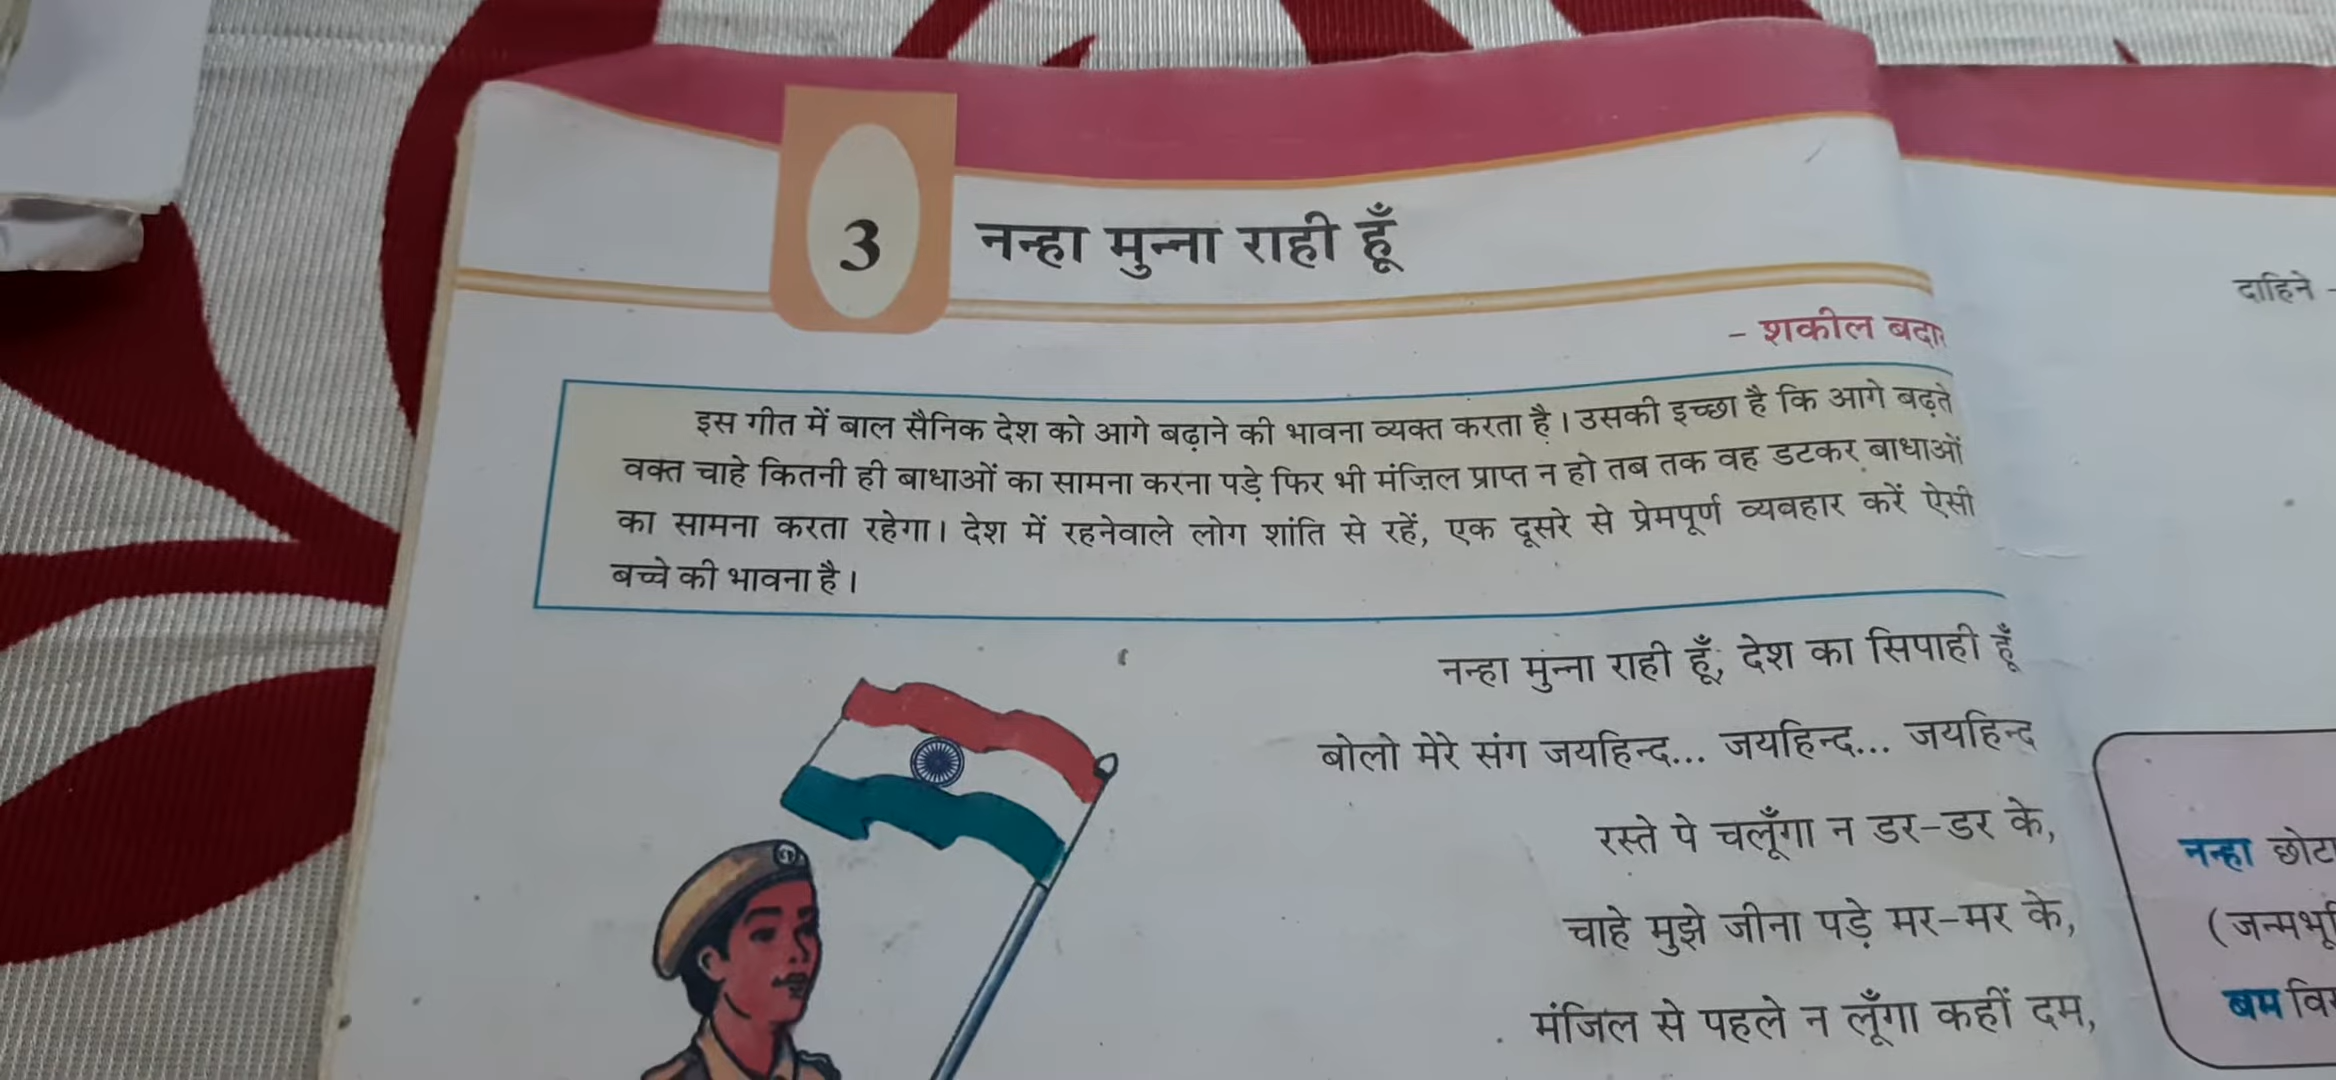 3
नन्हा मुन्ना राही हूँ
- शकील
इस गीत में बाल सैनिक देश को आगे बढ़ाने की भावना व्यक्त करता है। उसकी इच्छा है कि आगे बढ़ते
वक्त चाहे कितनी ही बाधाओं का सामना करना पड़े फिर भी मंज़िल प्राप्त न हो तब तक वह डटकर बाधाओं
का सामना करता रहेगा। देश में रहनेवाले लोग शांति से रहें, एक दूसरे से प्रेमपूर्ण व्यवहार करें ऐसी
बच्चे की भावना है।
नन्हा मुन्ना राही हूँ, देश का सिपाही हूँ
बोलो मेरे संग जयहिन्द... जयहिन्द... जयहिन्द
रस्ते पे चलूँगा न डर-डर के,
चाहे मुझे जीना पड़े मर-मर के,
मंजिल से पहले न लूँगा कहीं दम,
दाहिने -
नन्हा
बम